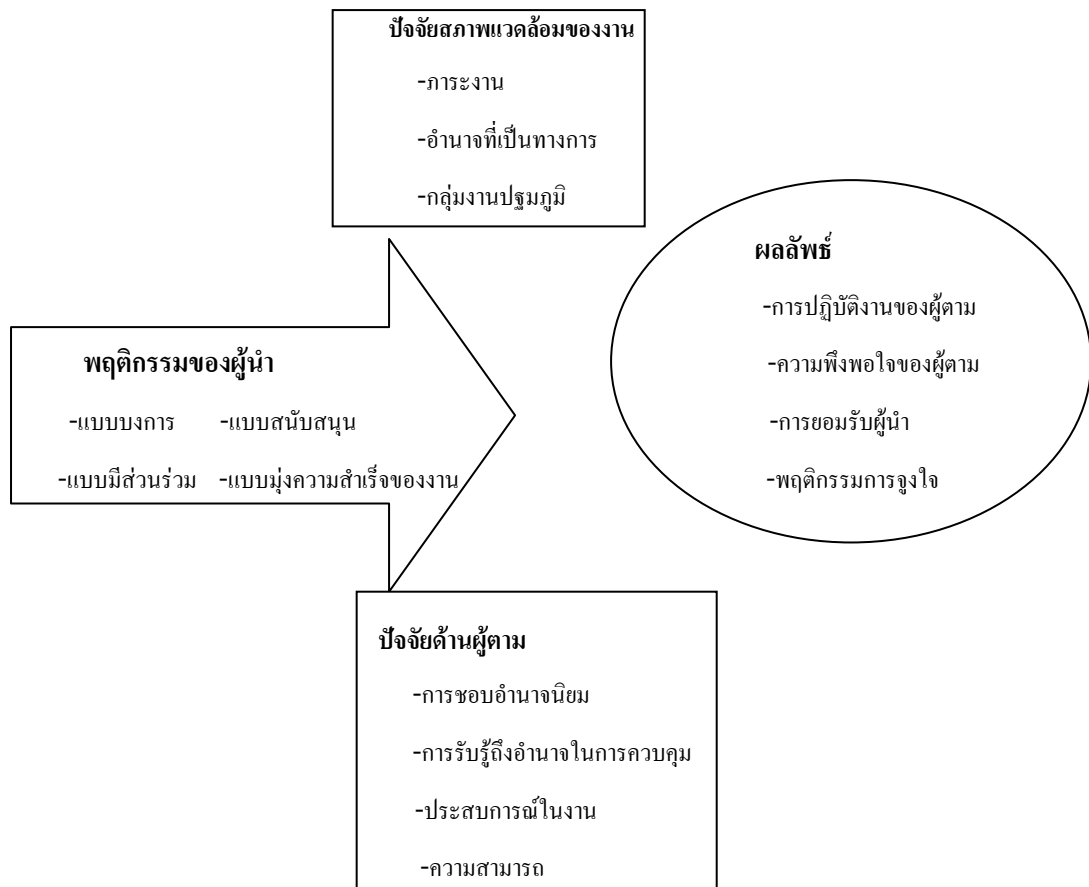 ปัจจัยสภาพแวดล้อมของงาน
-ภาระงาน
-อำนาจที่เป็นทางการ
-กลุ่มงานปฐมภูมิ
พฤติกรรมของผู้นำ
-แบบบงการ -แบบสนับสนุน
-แบบมีส่วนร่วม -แบบมุ่งความสำเร็จของงาน
ผลลัพธ์
-การปฏิบัติงานของผู้ตาม
-ความพึงพอใจของผู้ตาม
-การยอมรับผู้นำ
-พฤติกรรมการจูงใจ
ปัจจัยด้านผู้ตาม
-การชอบอำนาจนิยม
-การรับรู้ถึงอำนาจในการควบคุม
-ประสบการณ์ในงาน
-ความสามารถ